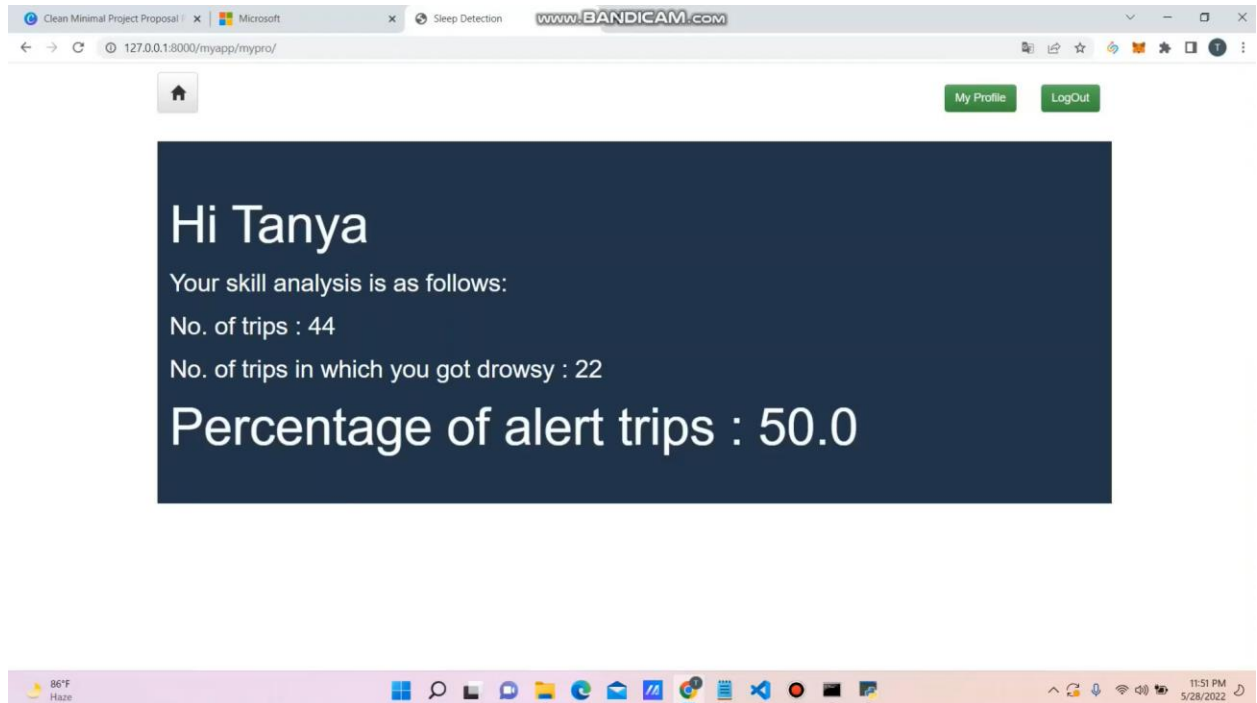 Clean Minimal Project Proposal
Microsoft
Sleep Detection
WWW.BANDICAM.COM
127.0.0.1:8000/myapp/mypro/
T
My Profile
LogOut
Hi Tanya
Your skill analysis is as follows:
No. of trips : 44
No. of trips in which you got drowsy : 22
Percentage of alert trips : 50.0
86°F
Haze
11:51 PM
5/28/2022